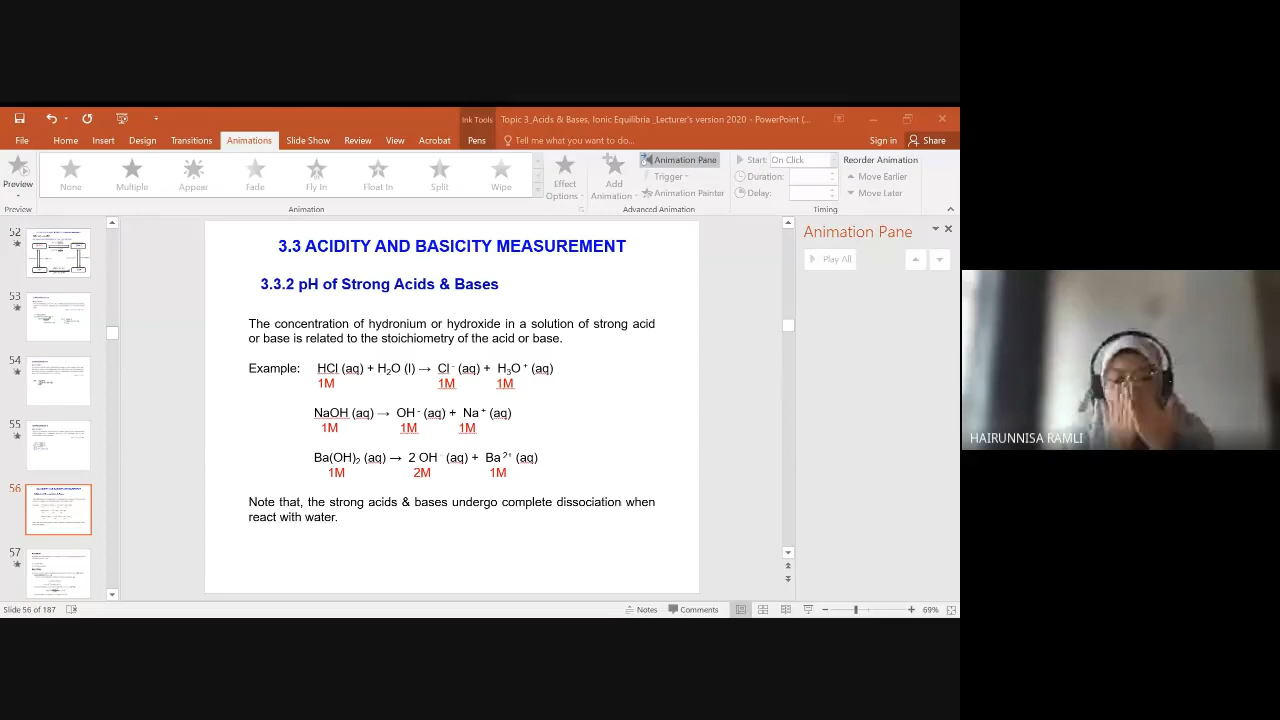 Ink Tools
Topic 3_Acids & Bases, Ionic Equilibria _Lecturer's version 2020 - PowerPoint (...
File Home Insert Design Transitions Animations Slide Show Review View Acrobat Pens Tell me what you want to do... Sign in Share
Preview
None Multiple Appear Fade Fly In Float In Split Wipe
Effect Options
Add Animation
Animation Pane
Trigger
Animation Painter
Start: On Click
Duration:
Delay:
Reorder Animation
Move Earlier
Move Later
Preview Animation Advanced Animation Timing
52
53
54
55
56
57
3.3 ACIDITY AND BASICITY MEASUREMENT
3.3.2 pH of Strong Acids & Bases
The concentration of hydronium or hydroxide in a solution of strong acid
or base is related to the stoichiometry of the acid or base.
Example: HCl (aq) + H₂O (l) → Cl⁻ (aq) + H₃O⁺ (aq)
1M 1M 1M
NaOH (aq) → OH⁻ (aq) + Na⁺ (aq)
1M 1M 1M
Ba(OH)₂ (aq) → 2 OH⁻ (aq) + Ba²⁺ (aq)
1M 2M 1M
Note that, the strong acids & bases undergo complete dissociation when
react with water.
Animation Pane
Play All
HAIRUNNISA RAMLI
Slide 56 of 187
Notes Comments 69%